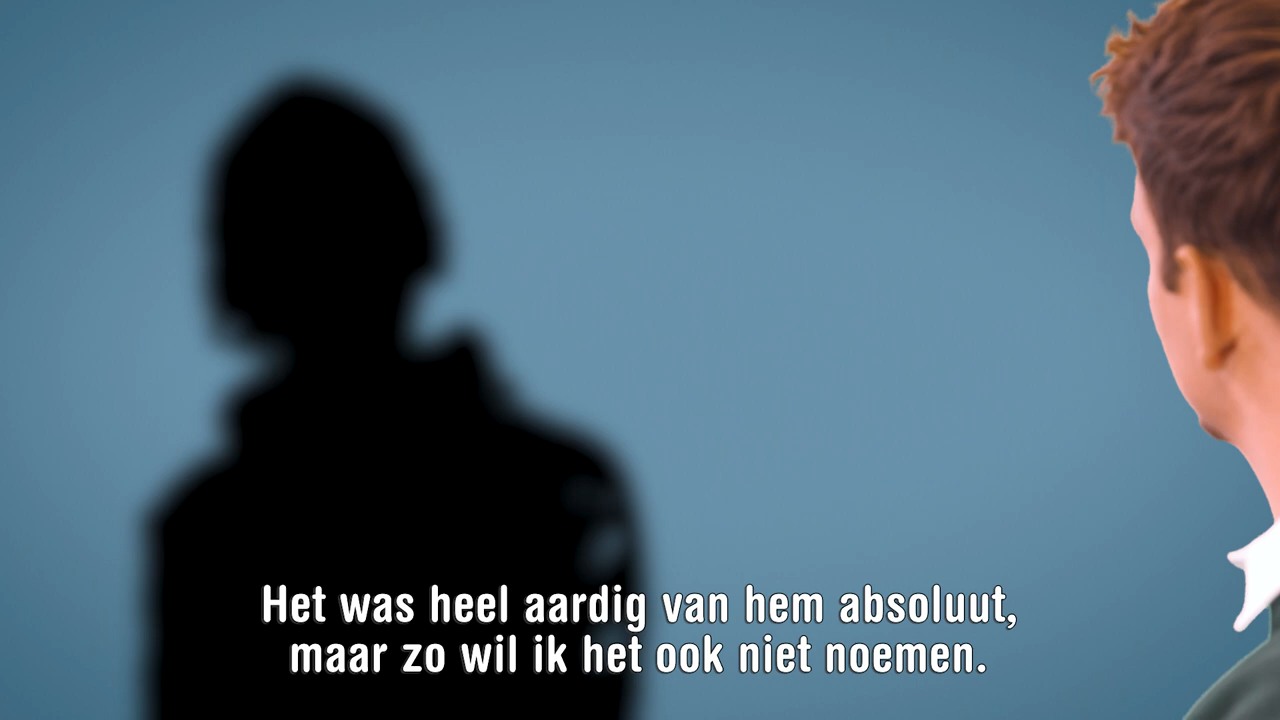 Het was heel aardig van hem absoluut,
maar zo wil ik het ook niet noemen.